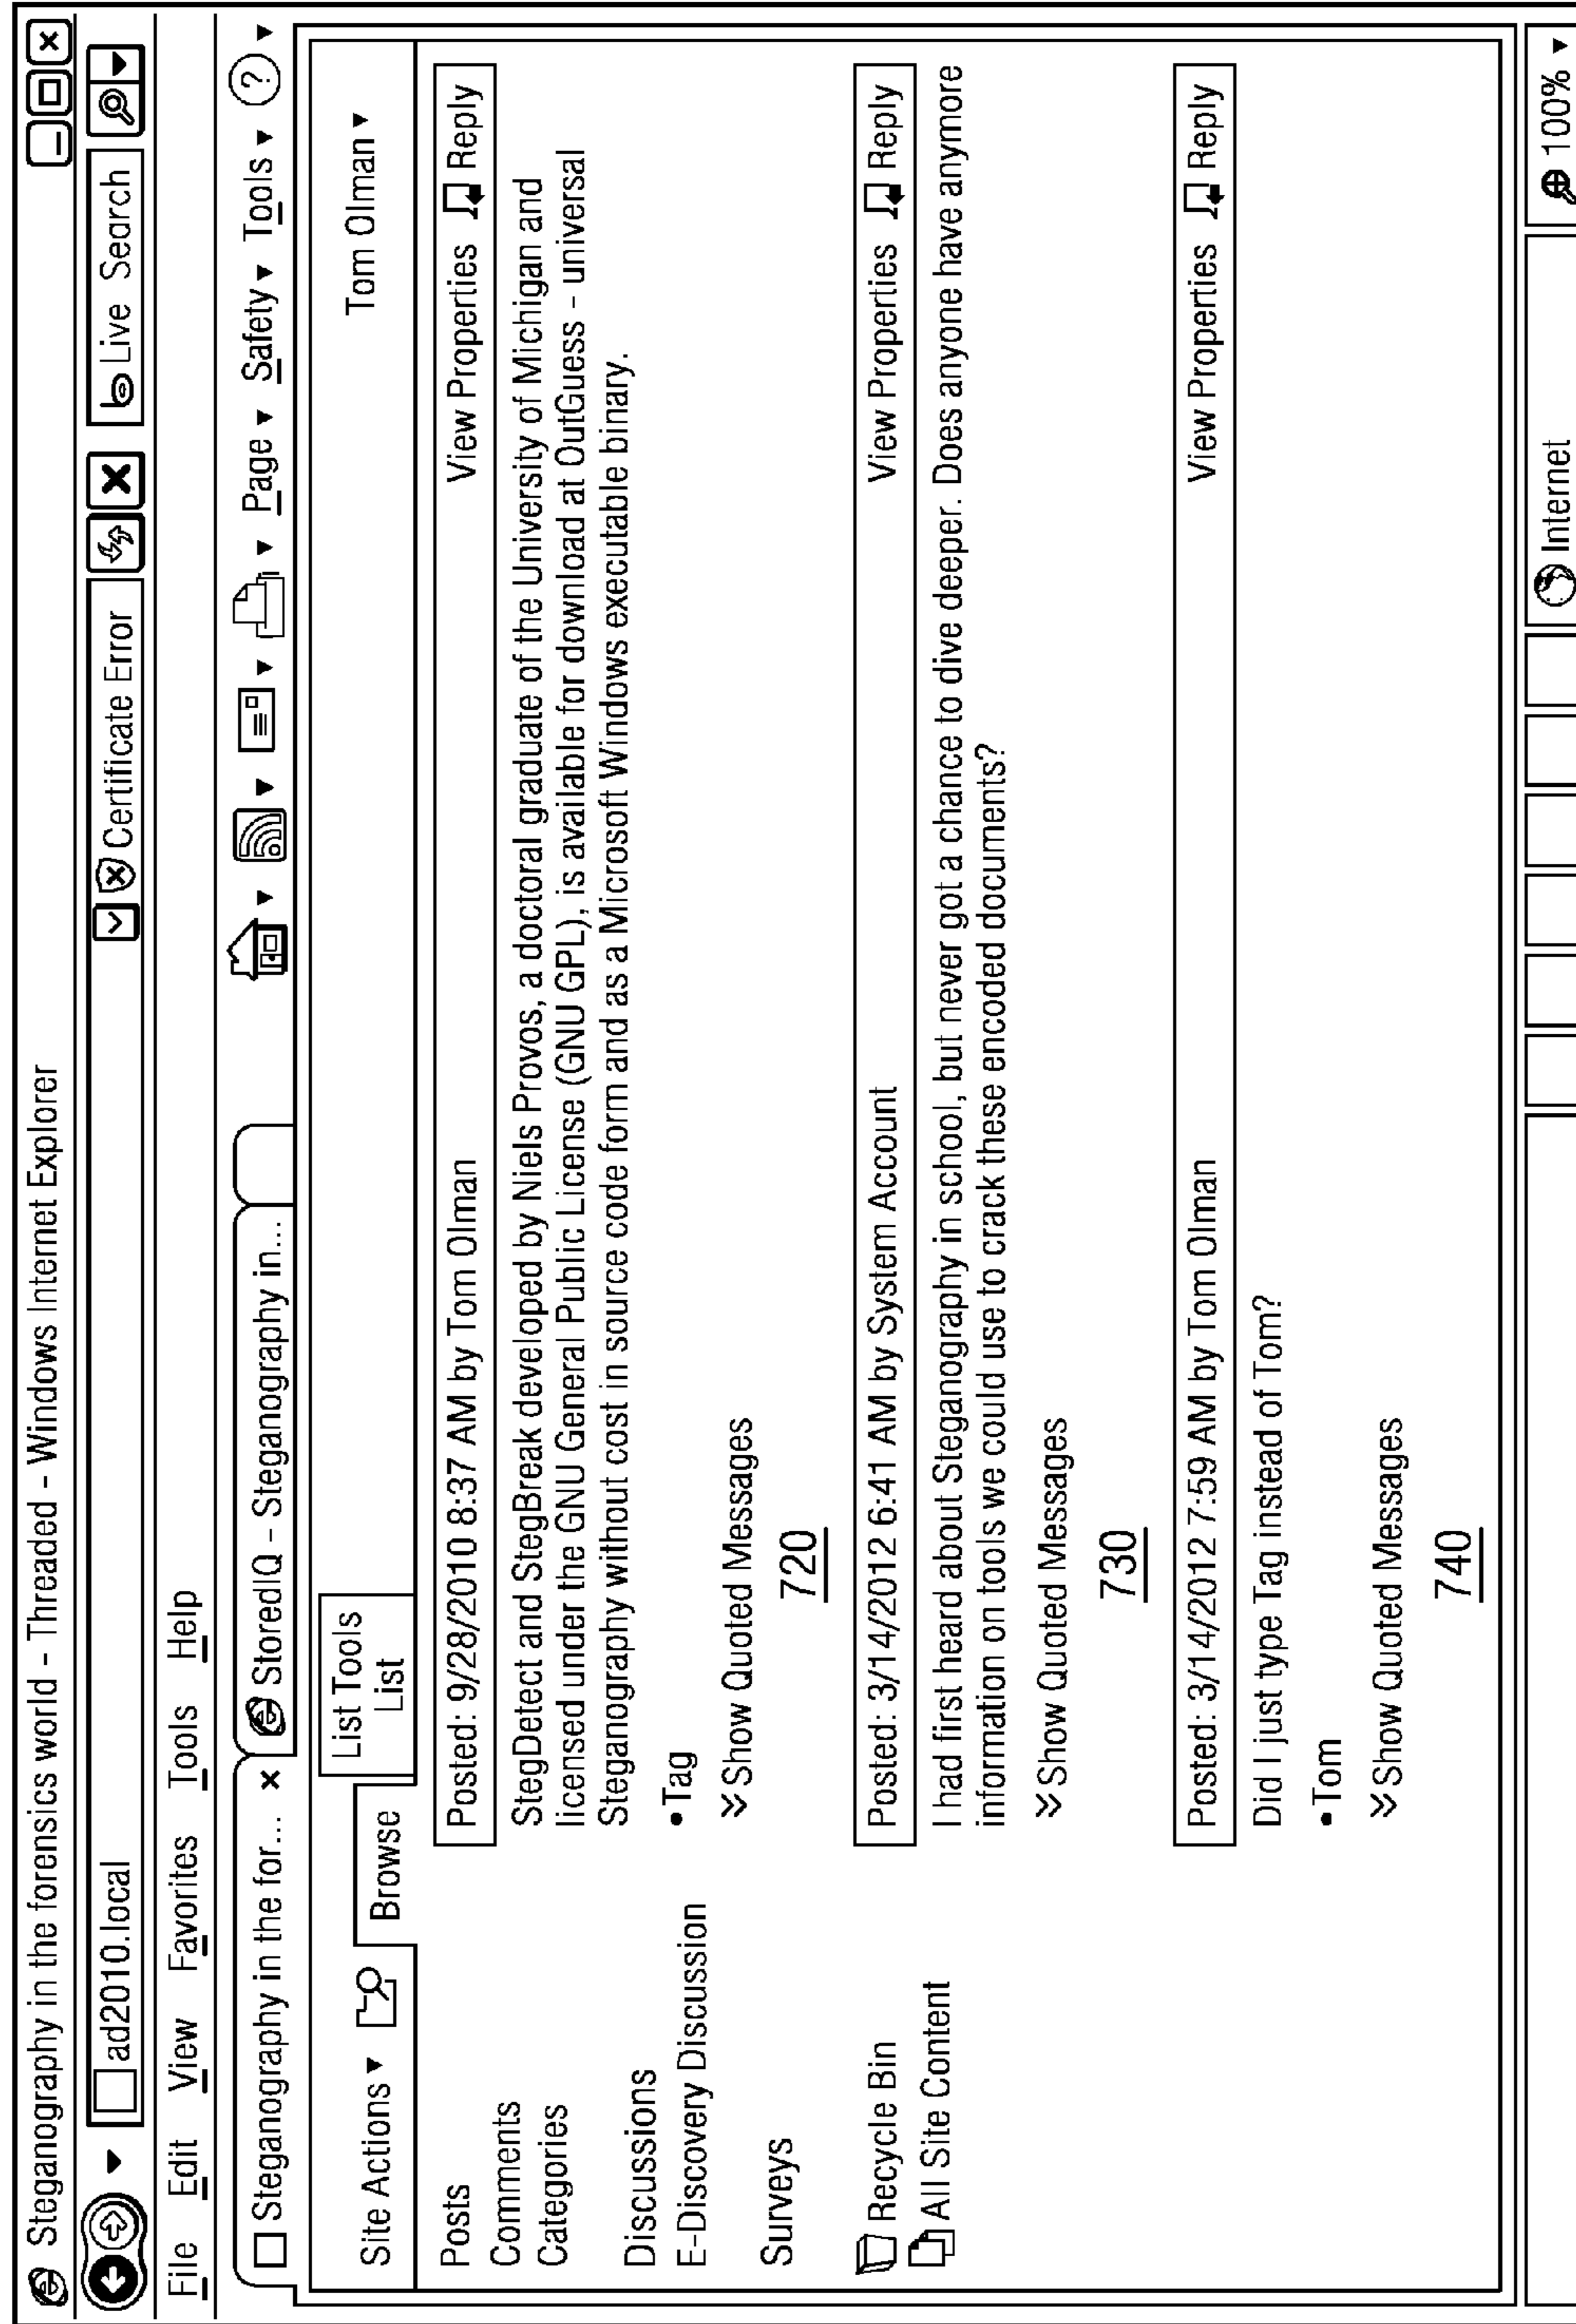 Steganography in the forensics world - Threaded - Windows Internet Explorer
ad2010.local
Certificate Error
Live Search
File Edit View Favorites Tools Help
Steganography in the for... ×
StoredIQ - Steganography in...
Page Safety Tools ?
Site Actions
Browse
List Tools
List
Tom Olman
Posts
Comments
Categories
Discussions
E-Discovery Discussion
Surveys
Recycle Bin
All Site Content
Posted: 9/28/2010 8:37 AM by Tom Olman View Properties Reply
StegDetect and StegBreak developed by Niels Provos, a doctoral graduate of the University of Michigan and
licensed under the GNU General Public License (GNU GPL), is available for download at OutGuess - universal
Steganography without cost in source code form and as a Microsoft Windows executable binary.
•Tag
Show Quoted Messages
720
Posted: 3/14/2012 6:41 AM by System Account View Properties Reply
I had first heard about Steganography in school, but never got a chance to dive deeper. Does anyone have anymore
information on tools we could use to crack these encoded documents?
Show Quoted Messages
730
Posted: 3/14/2012 7:59 AM by Tom Olman View Properties Reply
Did I just type Tag instead of Tom?
•Tom
Show Quoted Messages
740
Internet
100%